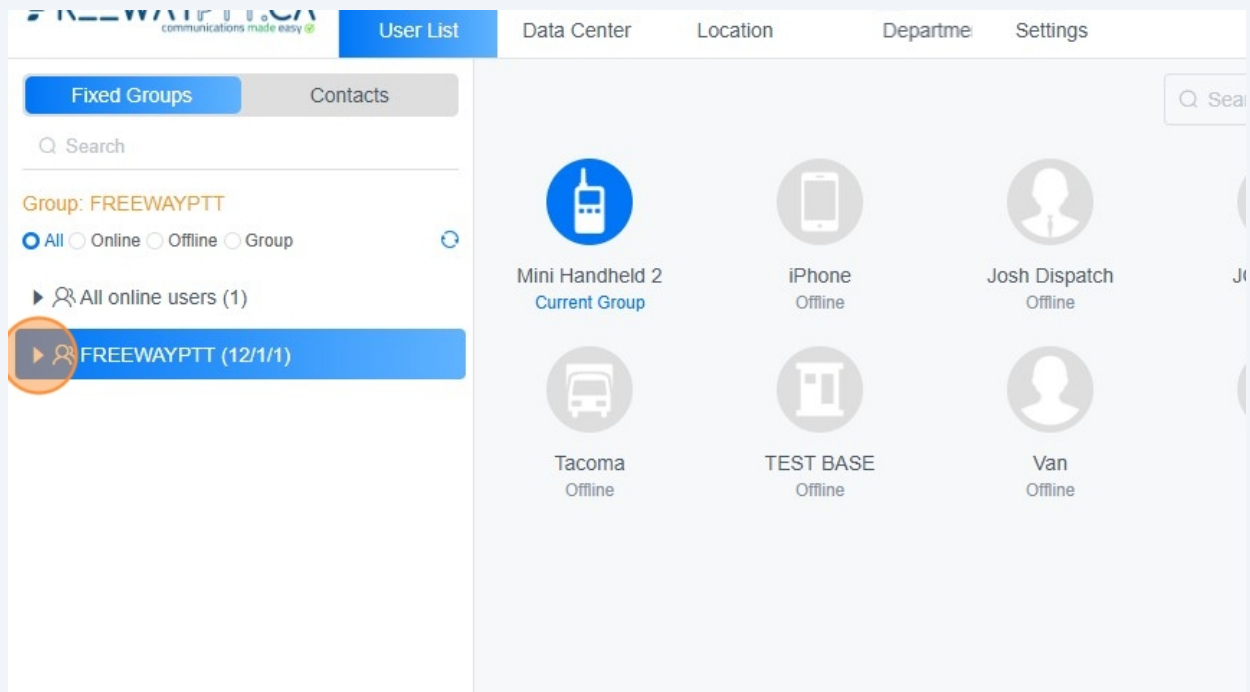 communications made easy
User List
Data Center
Location
Departme
Settings
Fixed Groups
Contacts
Search
Group: FREEWAYPTT
All Online Offline Group
All online users (1)
FREEWAYPTT (12/1/1)
Sea
Mini Handheld 2
Current Group
iPhone
Offline
Josh Dispatch
Offline
Tacoma
Offline
TEST BASE
Offline
Van
Offline